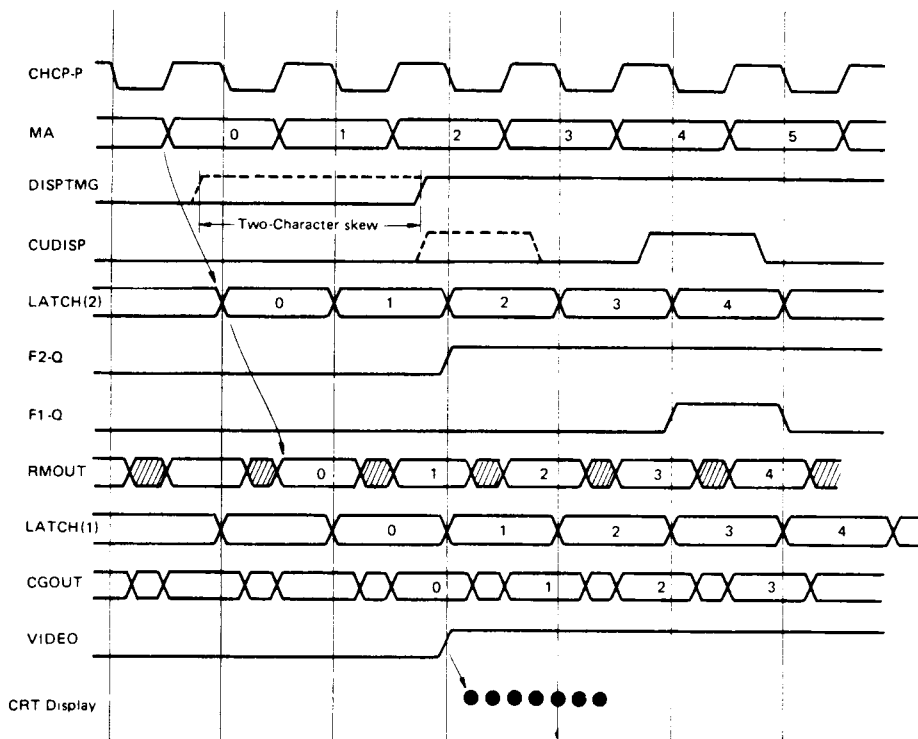 CHCP-P
MA 0 1 2 3 4 5
DISPTMG
Two-Character skew
CUDISP
LATCH(2) 0 1 2 3 4
F2-Q
F1-Q
RMOUT 0 1 2 3 4
LATCH(1) 0 1 2 3 4
CGOUT 0 1 2 3
VIDEO
CRT Display